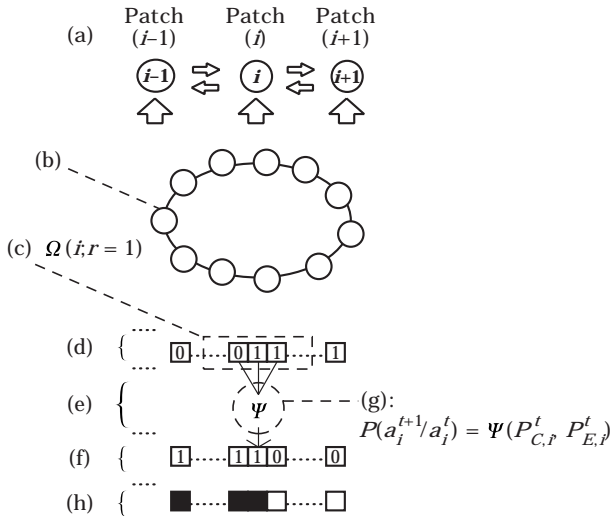 Patch Patch Patch
(a) (i–1) (i) (i+1)
i–1 i i+1
(b)
(c) Ω (i;r = 1)
....
(d) { 0 ...... 0 1 1 ...... 1
....
(e) { Ψ (g):
P(a_i^{t+1}/a_i^t) = Ψ(P_{C,i}^t, P_{E,i}^t)
....
(f) { 1 ...... 1 1 0 ...... 0
....
(h) { ...... ......